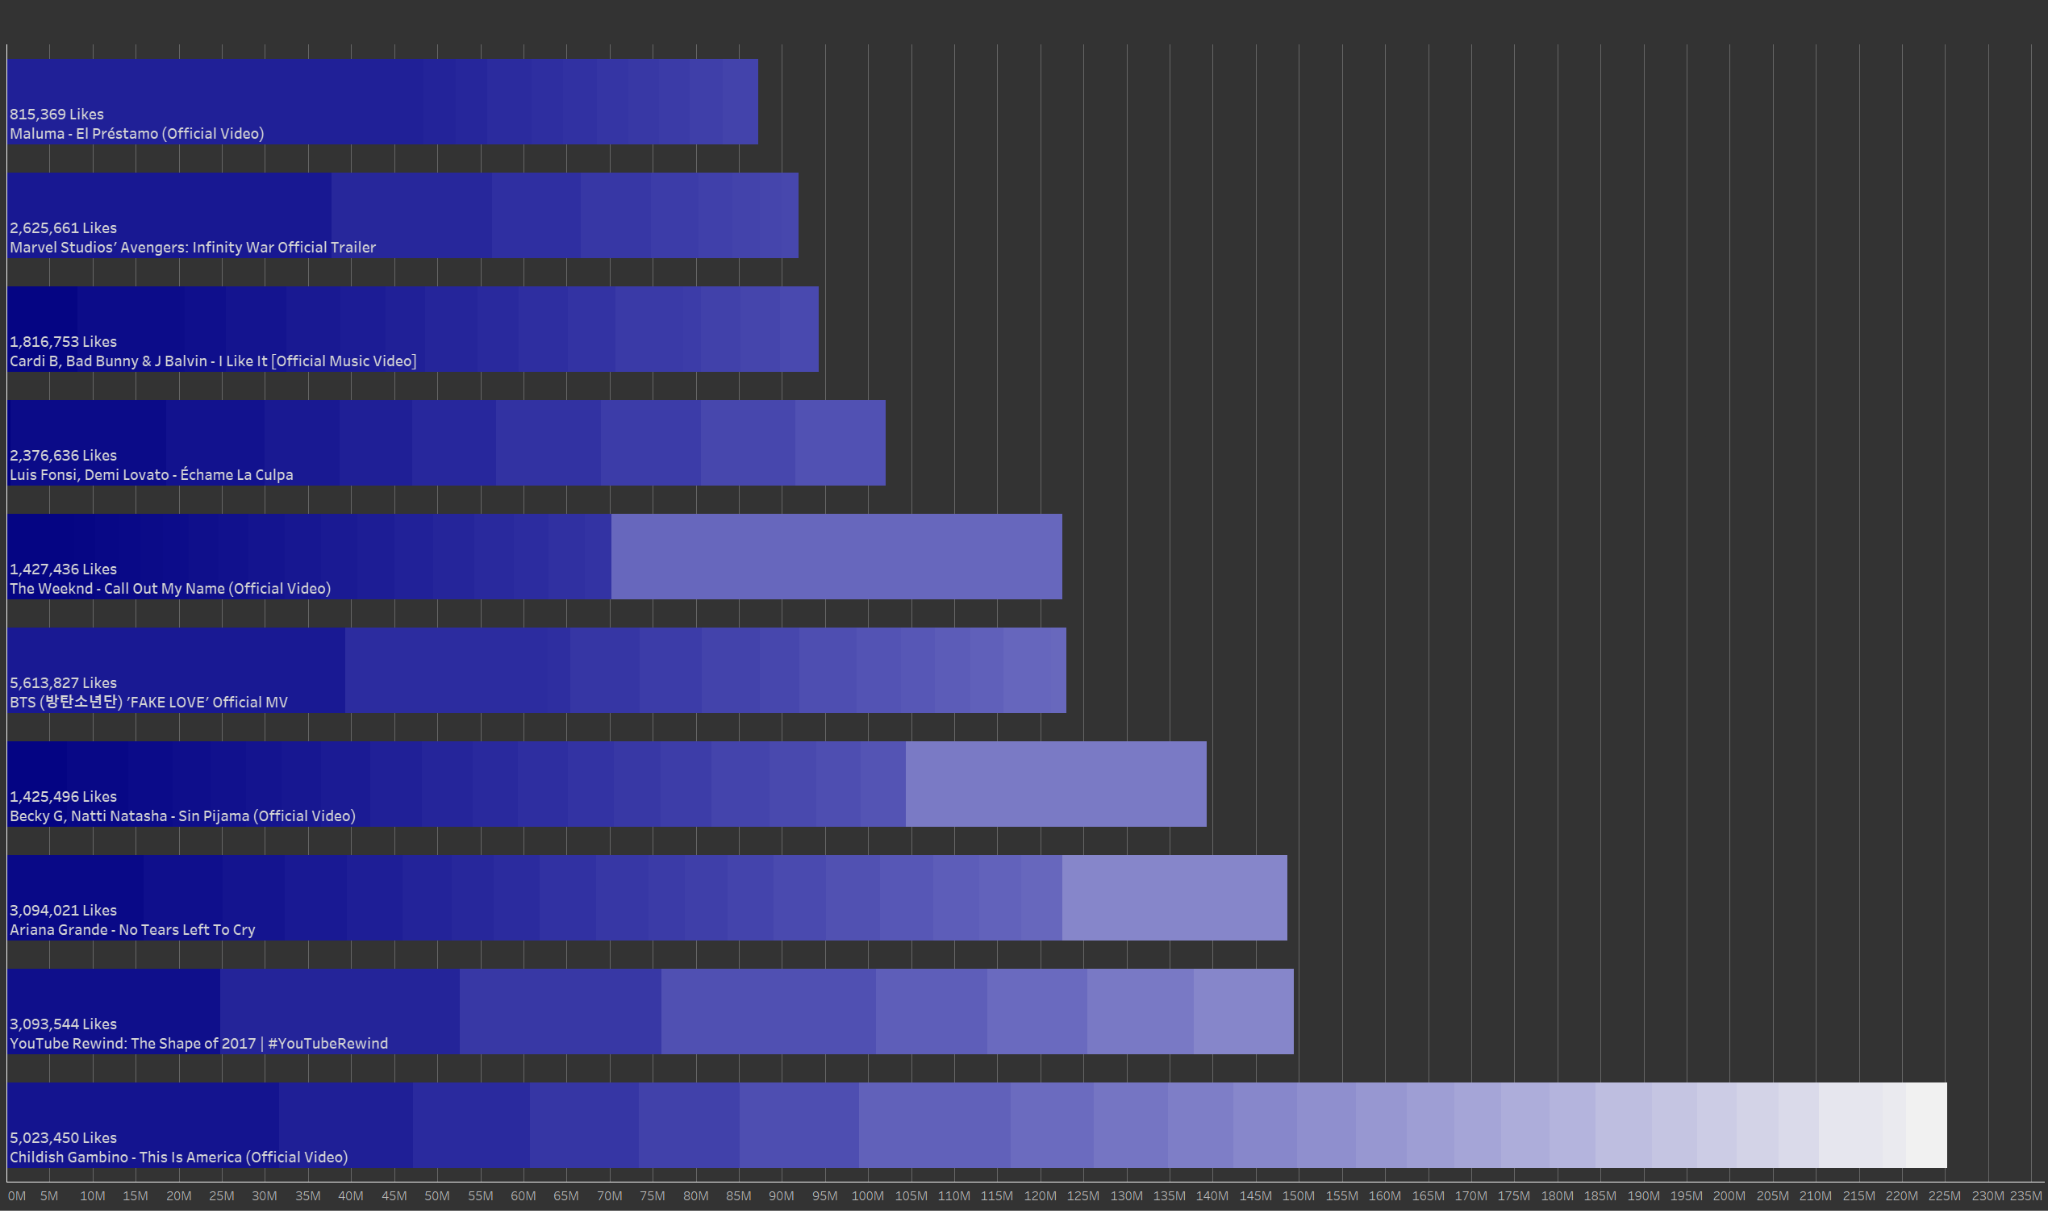 815,369 Likes
Maluma - El Préstamo (Official Video)
2,625,661 Likes
Marvel Studios’ Avengers: Infinity War Official Trailer
1,816,753 Likes
Cardi B, Bad Bunny & J Balvin - I Like It [Official Music Video]
2,376,636 Likes
Luis Fonsi, Demi Lovato - Échame La Culpa
1,427,436 Likes
The Weeknd - Call Out My Name (Official Video)
5,613,827 Likes
BTS (방탄소년단) ’FAKE LOVE’ Official MV
1,425,496 Likes
Becky G, Natti Natasha - Sin Pijama (Official Video)
3,094,021 Likes
Ariana Grande - No Tears Left To Cry
3,093,544 Likes
YouTube Rewind: The Shape of 2017 | #YouTubeRewind
5,023,450 Likes
Childish Gambino - This Is America (Official Video)
0M 5M 10M 15M 20M 25M 30M 35M 40M 45M 50M 55M 60M 65M 70M 75M 80M 85M 90M 95M 100M 105M 110M 115M 120M 125M 130M 135M 140M 145M 150M 155M 160M 165M 170M 175M 180M 185M 190M 195M 200M 205M 210M 215M 220M 225M 230M 235M